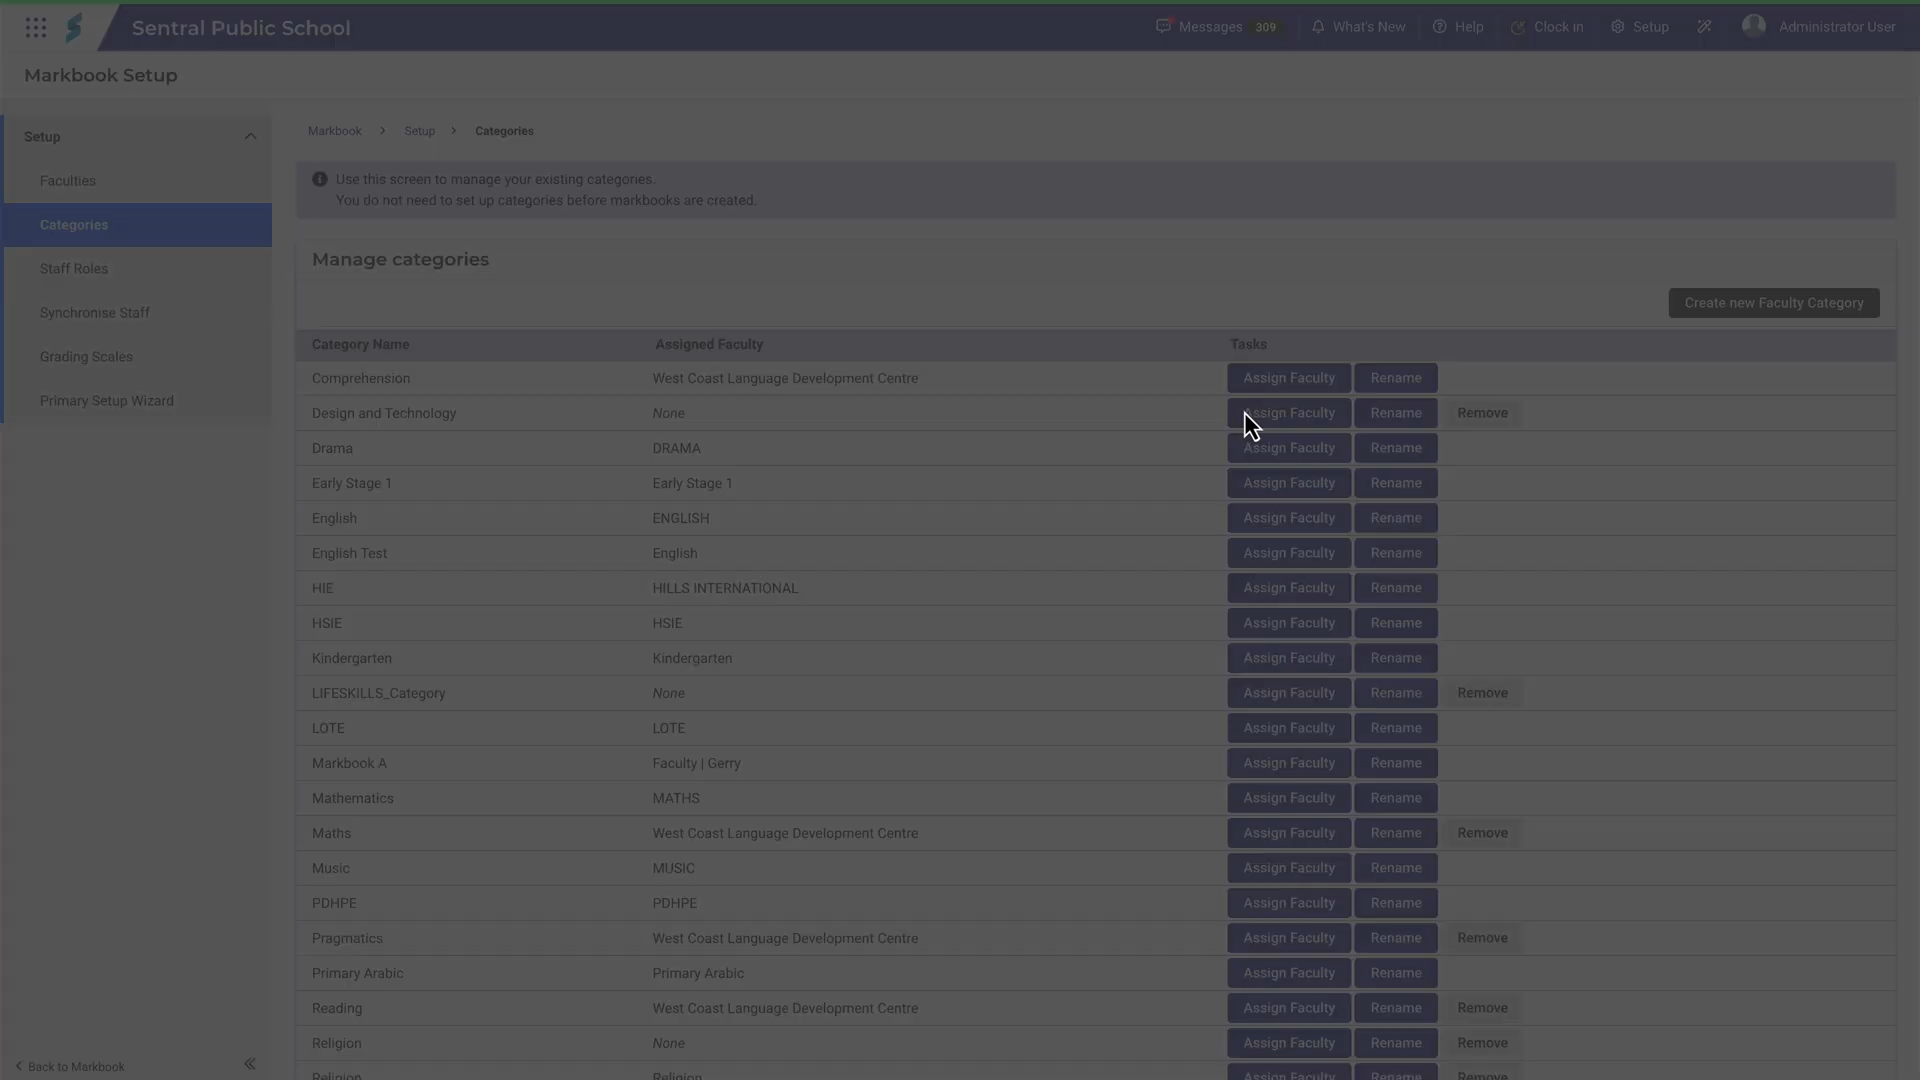 Sentral Public School
Messages 309
What's New
Help
Clock in
Setup
Administrator User
Markbook Setup
Setup
Faculties
Categories
Staff Roles
Synchronise Staff
Grading Scales
Primary Setup Wizard
Back to Markbook
Markbook > Setup > Categories
Use this screen to manage your existing categories.
You do not need to set up categories before markbooks are created.
Manage categories
Create new Faculty Category
Category Name Assigned Faculty Tasks
Comprehension West Coast Language Development Centre Assign Faculty Rename
Design and Technology None Assign Faculty Rename Remove
Drama DRAMA Assign Faculty Rename
Early Stage 1 Early Stage 1 Assign Faculty Rename
English ENGLISH Assign Faculty Rename
English Test English Assign Faculty Rename
HIE HILLS INTERNATIONAL Assign Faculty Rename
HSIE HSIE Assign Faculty Rename
Kindergarten Kindergarten Assign Faculty Rename
LIFESKILLS_Category None Assign Faculty Rename Remove
LOTE LOTE Assign Faculty Rename
Markbook A Faculty | Gerry Assign Faculty Rename
Mathematics MATHS Assign Faculty Rename
Maths West Coast Language Development Centre Assign Faculty Rename Remove
Music MUSIC Assign Faculty Rename
PDHPE PDHPE Assign Faculty Rename
Pragmatics West Coast Language Development Centre Assign Faculty Rename Remove
Primary Arabic Primary Arabic Assign Faculty Rename
Reading West Coast Language Development Centre Assign Faculty Rename Remove
Religion None Assign Faculty Rename Remove
Religion Religion Assign Faculty Rename Remove